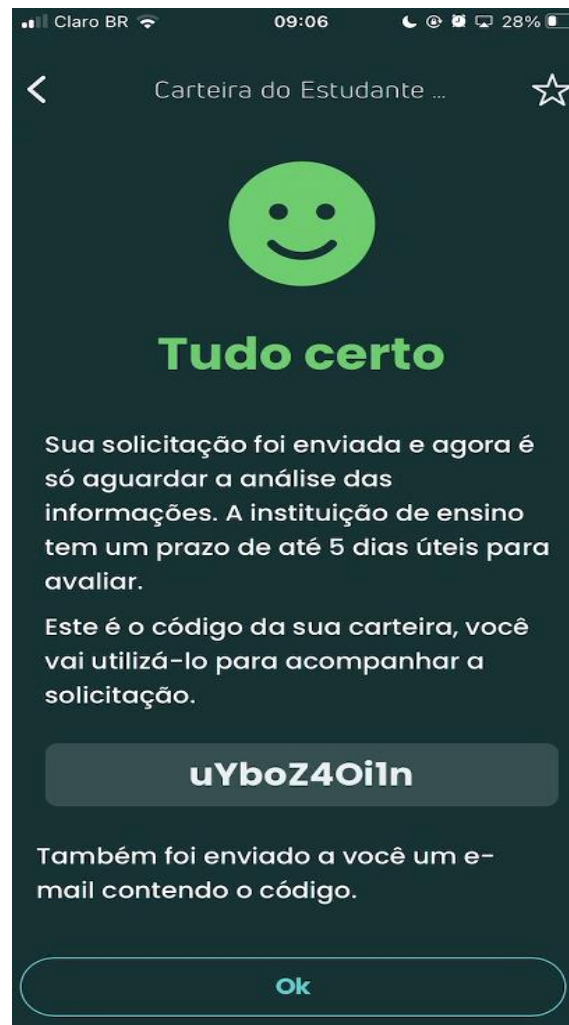 Claro BR 09:06 28%
Carteira do Estudante ...
Tudo certo
Sua solicitação foi enviada e agora é
só aguardar a análise das
informações. A instituição de ensino
tem um prazo de até 5 dias úteis para
avaliar.
Este é o código da sua carteira, você
vai utilizá-lo para acompanhar a
solicitação.
uYboZ4Oi1n
Também foi enviado a você um e-
mail contendo o código.
Ok